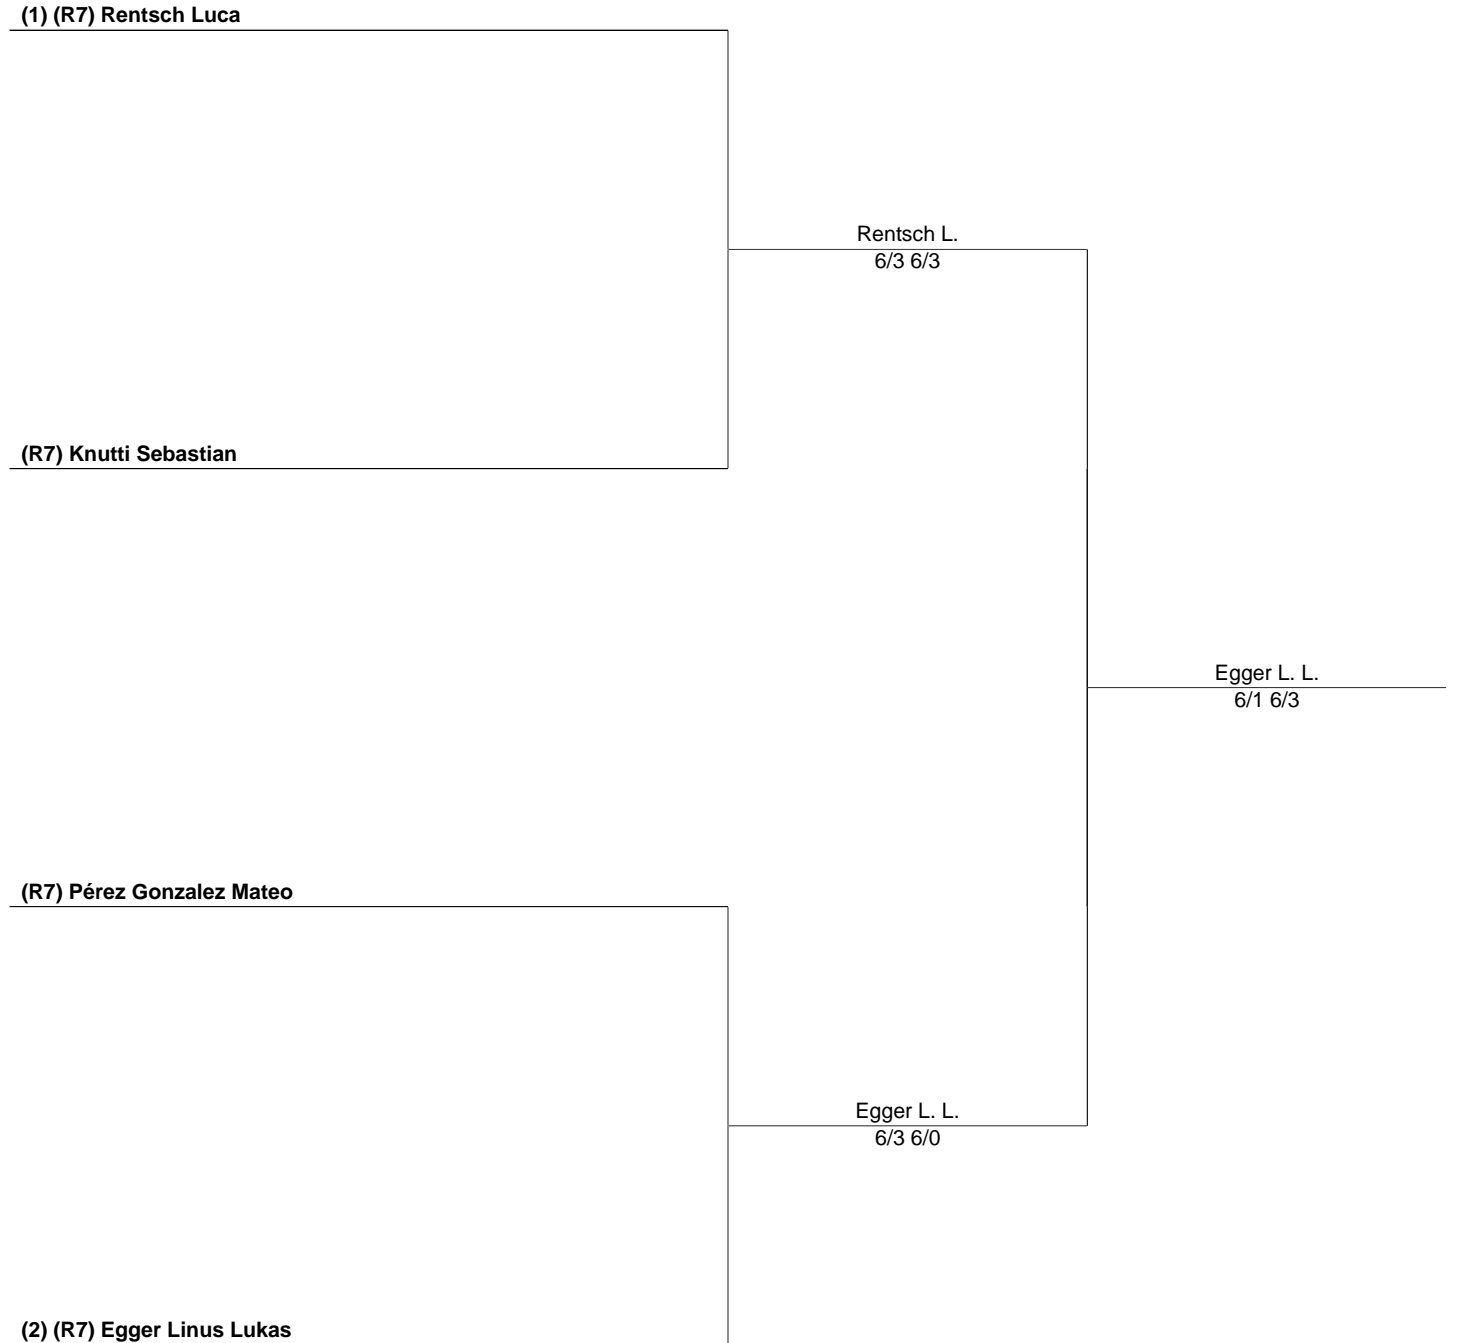 (1) (R7) Rentsch Luca
Rentsch L.
6/3 6/3
(R7) Knutti Sebastian
Egger L. L.
6/1 6/3
(R7) Pérez Gonzalez Mateo
Egger L. L.
6/3 6/0
(2) (R7) Egger Linus Lukas